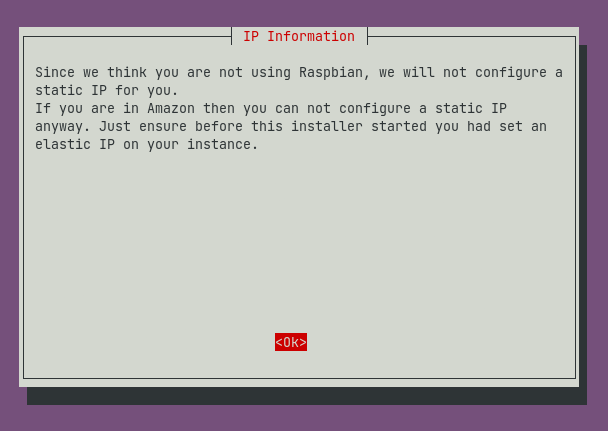 IP Information
Since we think you are not using Raspbian, we will not configure a
static IP for you.
If you are in Amazon then you can not configure a static IP
anyway. Just ensure before this installer started you had set an
elastic IP on your instance.
<Ok>